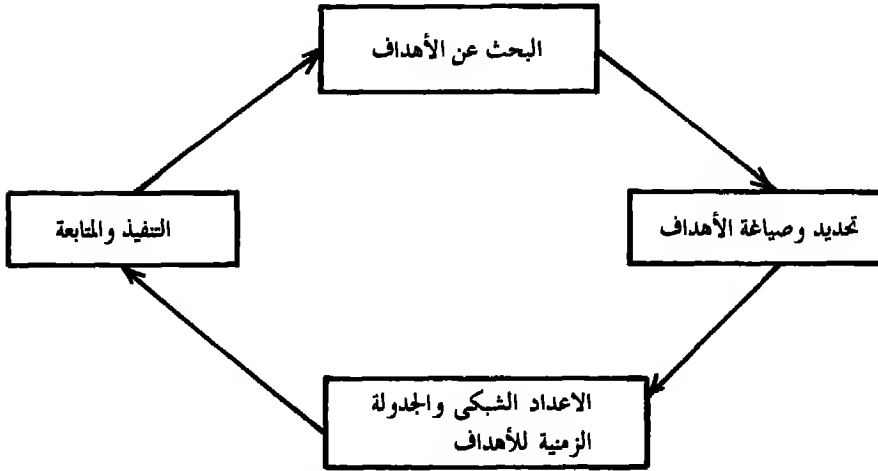 البحث عن الأهداف
تحديد وصياغة الأهداف
التنفيذ والمتابعة
الاعداد الشبكى والجدولة
الزمنية للأهداف